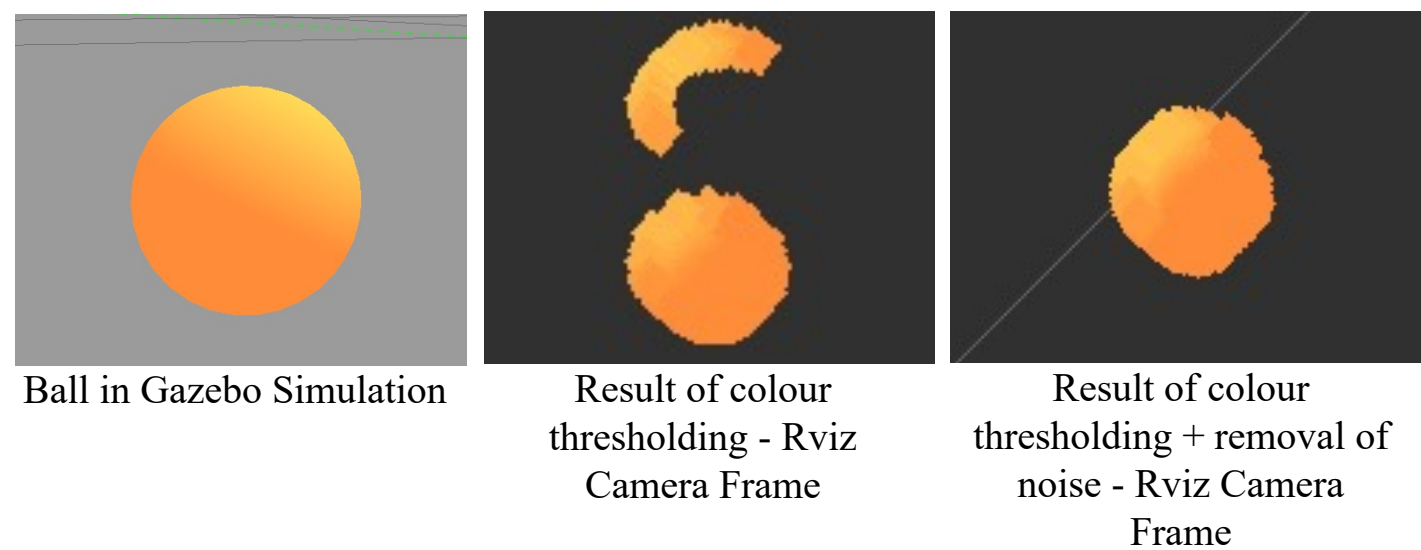 Ball in Gazebo Simulation
Result of colour
thresholding - Rviz
Camera Frame
Result of colour
thresholding + removal of
noise - Rviz Camera
Frame